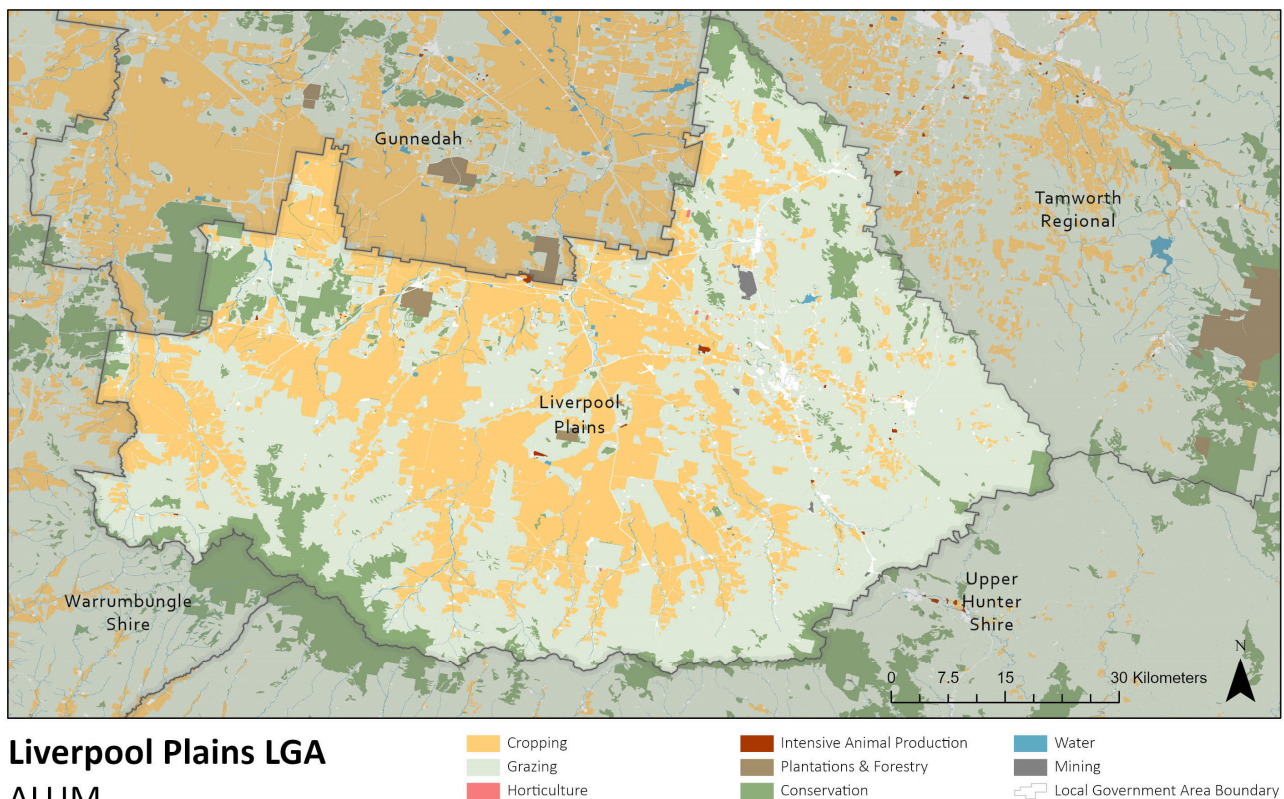 Gunnedah
Tamworth
Regional
Liverpool
Plains
Warrumbungle
Shire
Upper
Hunter
Shire
N
0 7.5 15 30 Kilometers
Liverpool Plains LGA
Cropping
Grazing
Horticulture
Intensive Animal Production
Plantations & Forestry
Conservation
Water
Mining
Local Government Area Boundary